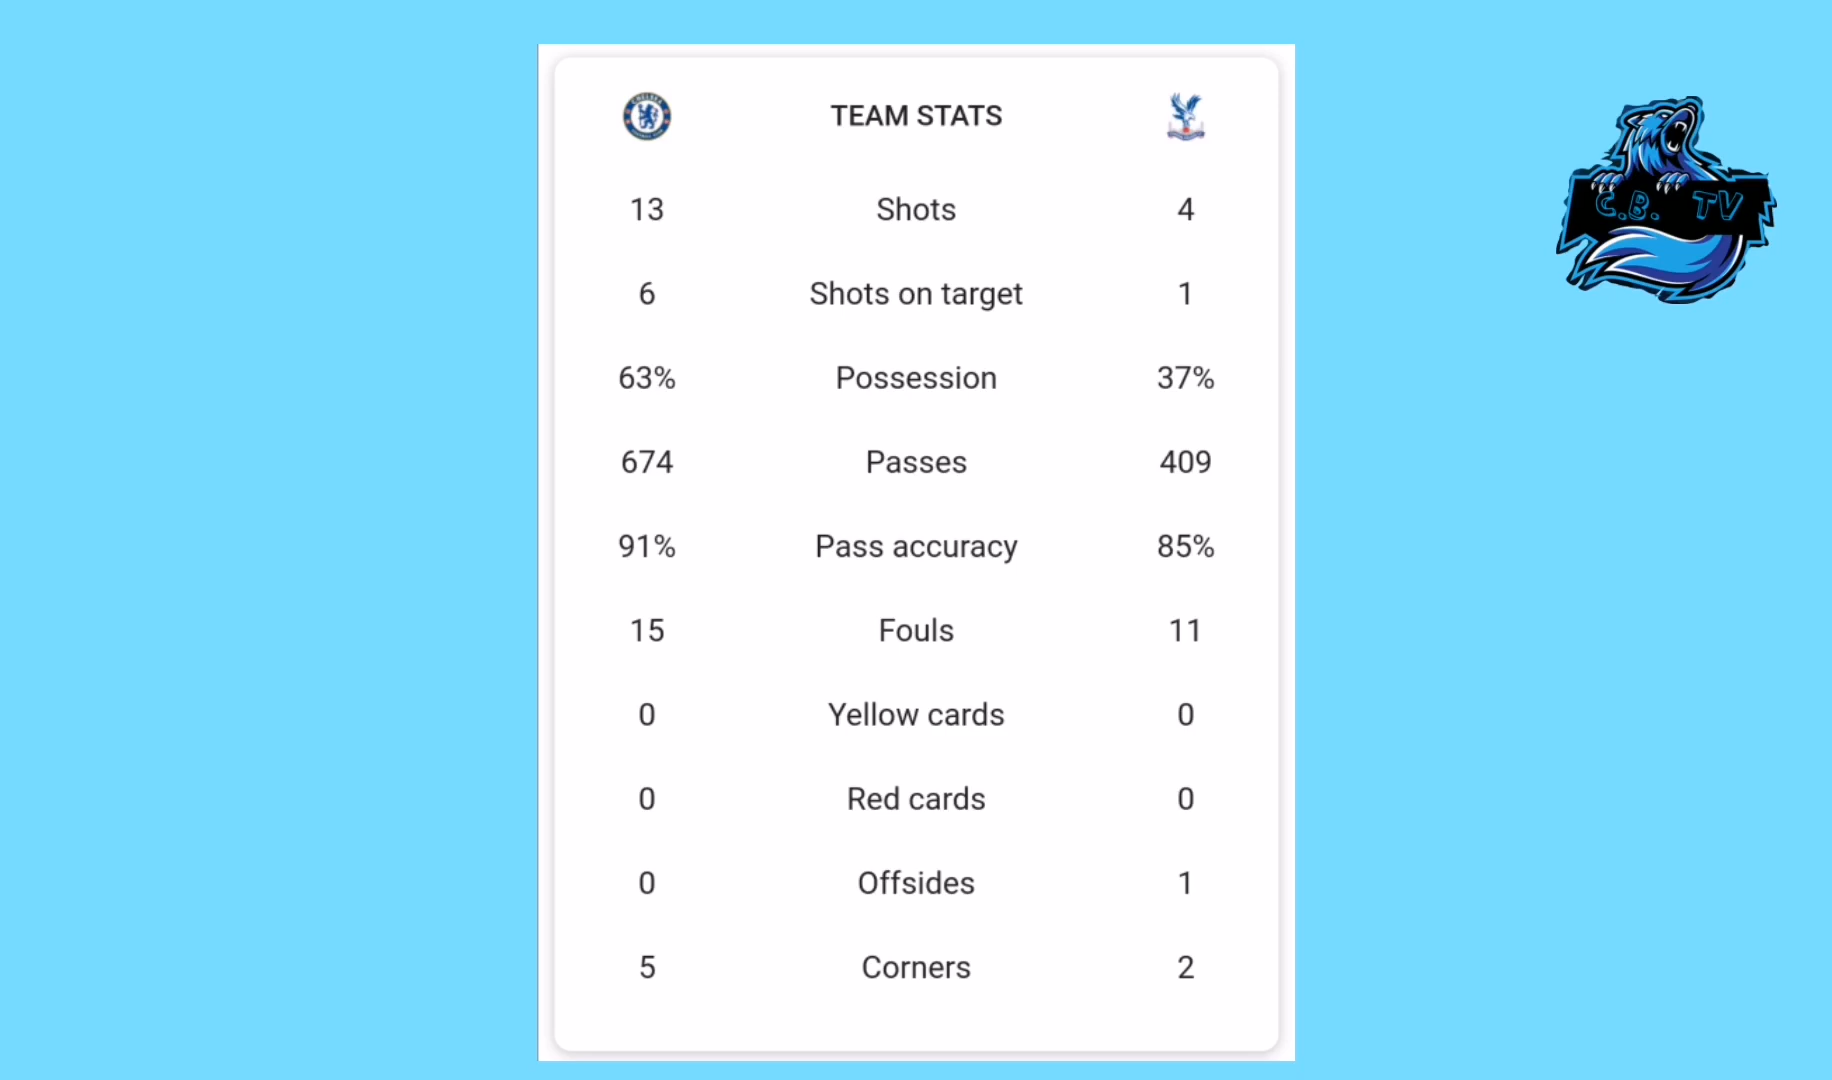 CHELSEA
TEAM STATS
13 Shots 4
6 Shots on target 1
63% Possession 37%
674 Passes 409
91% Pass accuracy 85%
15 Fouls 11
0 Yellow cards 0
0 Red cards 0
0 Offsides 1
5 Corners 2
C.B. TV